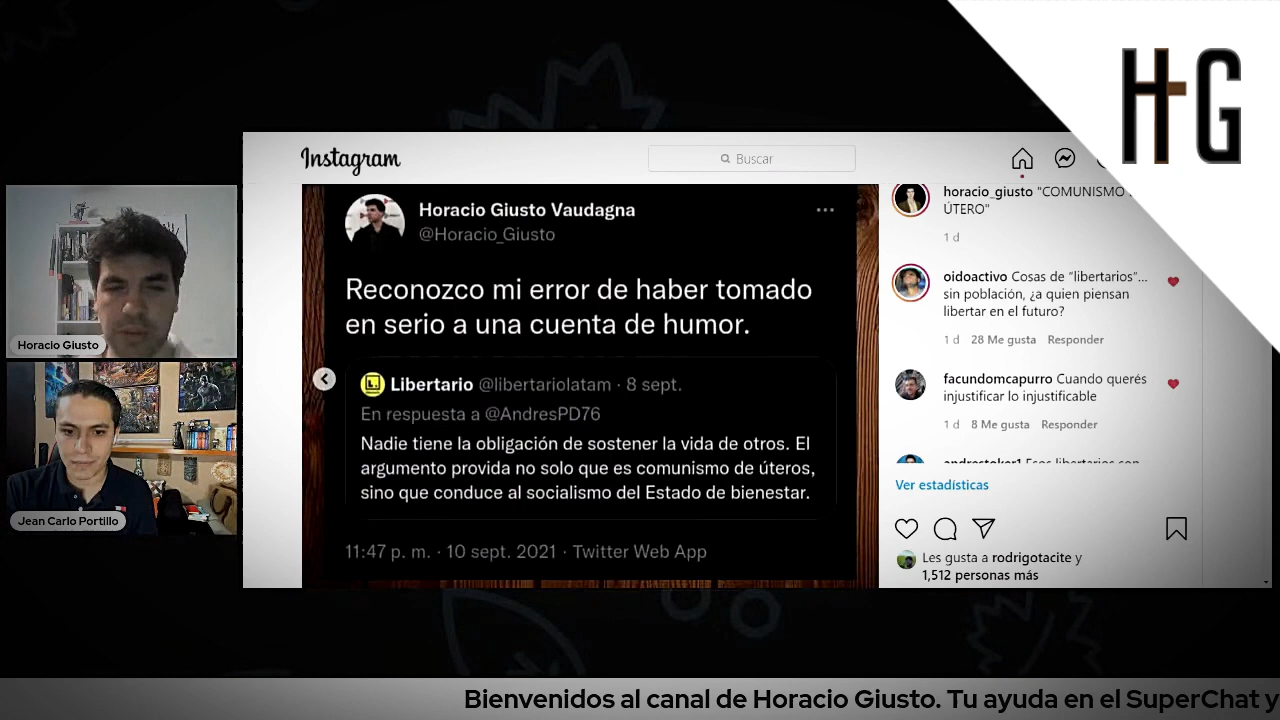 HG
Instagram
Buscar
Horacio Giusto Vaudagna
@Horacio_Giusto
Reconozco mi error de haber tomado
en serio a una cuenta de humor.
Libertario @libertariolatam · 8 sept.
En respuesta a @AndresPD76
Nadie tiene la obligación de sostener la vida de otros. El
argumento provida no solo que es comunismo de úteros,
sino que conduce al socialismo del Estado de bienestar.
11:47 p. m. · 10 sept. 2021 · Twitter Web App
horacio_giusto "COMUNISMO
ÚTERO"
1 d
oidoactivo Cosas de “libertarios”...
sin población, ¿a quien piensan
libertar en el futuro?
1 d 28 Me gusta Responder
facundomcapurro Cuando querés
injustificar lo injustificable
1 d 8 Me gusta Responder
Ver estadísticas
Les gusta a rodrigotacite y
1,512 personas más
Horacio Giusto
Jean Carlo Portillo
Bienvenidos al canal de Horacio Giusto. Tu ayuda en el SuperChat y